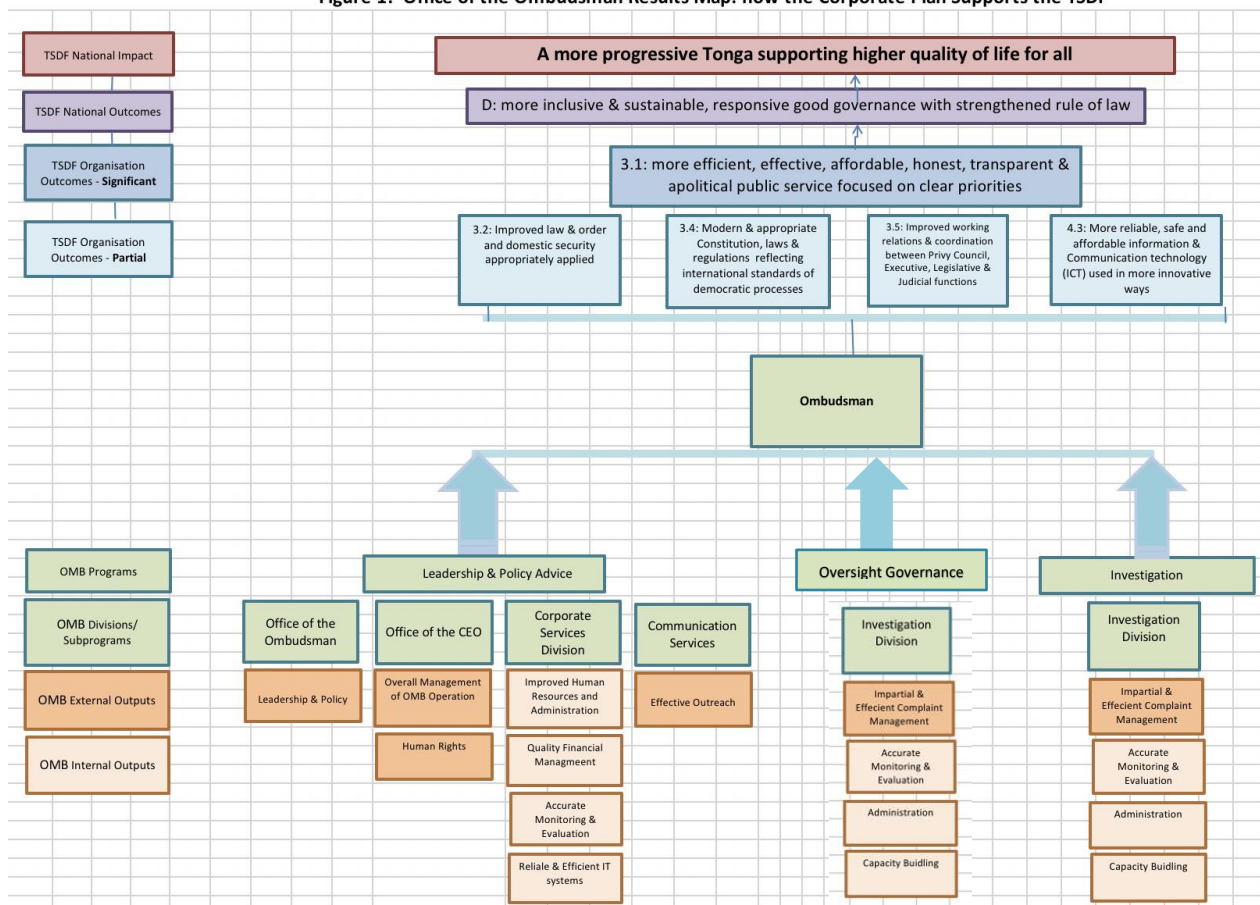 Figure 1: Office of the Ombudsman Results Map: how the Corporate Plan Supports the TSDF
TSDF National Impact
A more progressive Tonga supporting higher quality of life for all
TSDF National Outcomes
D: more inclusive & sustainable, responsive good governance with strengthened rule of law
TSDF Organisation
Outcomes - Significant
3.1: more efficient, effective, affordable, honest, transparent &
apolitical public service focused on clear priorities
TSDF Organisation
Outcomes - Partial
3.2: Improved law & order
and domestic security
appropriately applied
3.4: Modern & appropriate
Constitution, laws &
regulations reflecting
international standards of
democratic processes
3.5: Improved working
relations & coordination
between Privy Council,
Executive, Legislative &
Judicial functions
4.3: More reliable, safe and
affordable information &
Communication technology
(ICT) used in more innovative
ways
Ombudsman
OMB Programs
Leadership & Policy Advice
Oversight Governance
Investigation
OMB Divisions/
Subprograms
Office of the
Ombudsman
Office of the CEO
Corporate
Services
Division
Communication
Services
Investigation
Division
Investigation
Division
OMB External Outputs
Leadership & Policy
Overall Management
of OMB Operation
Improved Human
Resources and
Administration
Effective Outreach
Impartial &
Effecient Complaint
Management
Impartial &
Effecient Complaint
Management
OMB Internal Outputs
Human Rights
Quality Financial
Managmeent
Accurate
Monitoring &
Evaluation
Accurate
Monitoring &
Evaluation
Accurate
Monitoring &
Evaluation
Administration
Administration
Reliale & Efficient IT
systems
Capacity Buidling
Capacity Buidling